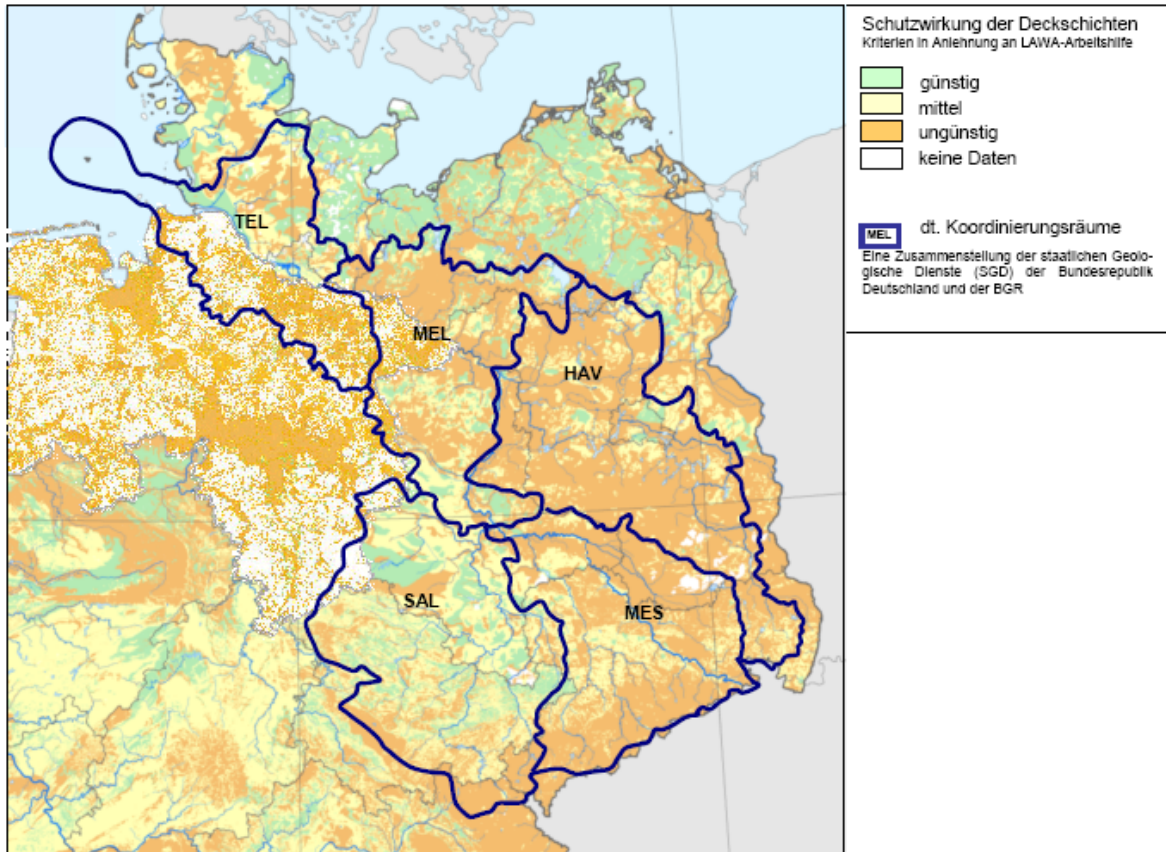 Schutzwirkung der Deckschichten
Kriterien in Anlehnung an LAWA-Arbeitshilfe
günstig
mittel
ungünstig
keine Daten
MEL dt. Koordinierungsräume
Eine Zusammenstellung der staatlichen Geolo-
gische Dienste (SGD) der Bundesrepublik
Deutschland und der BGR
TEL
MEL
HAV
SAL
MES